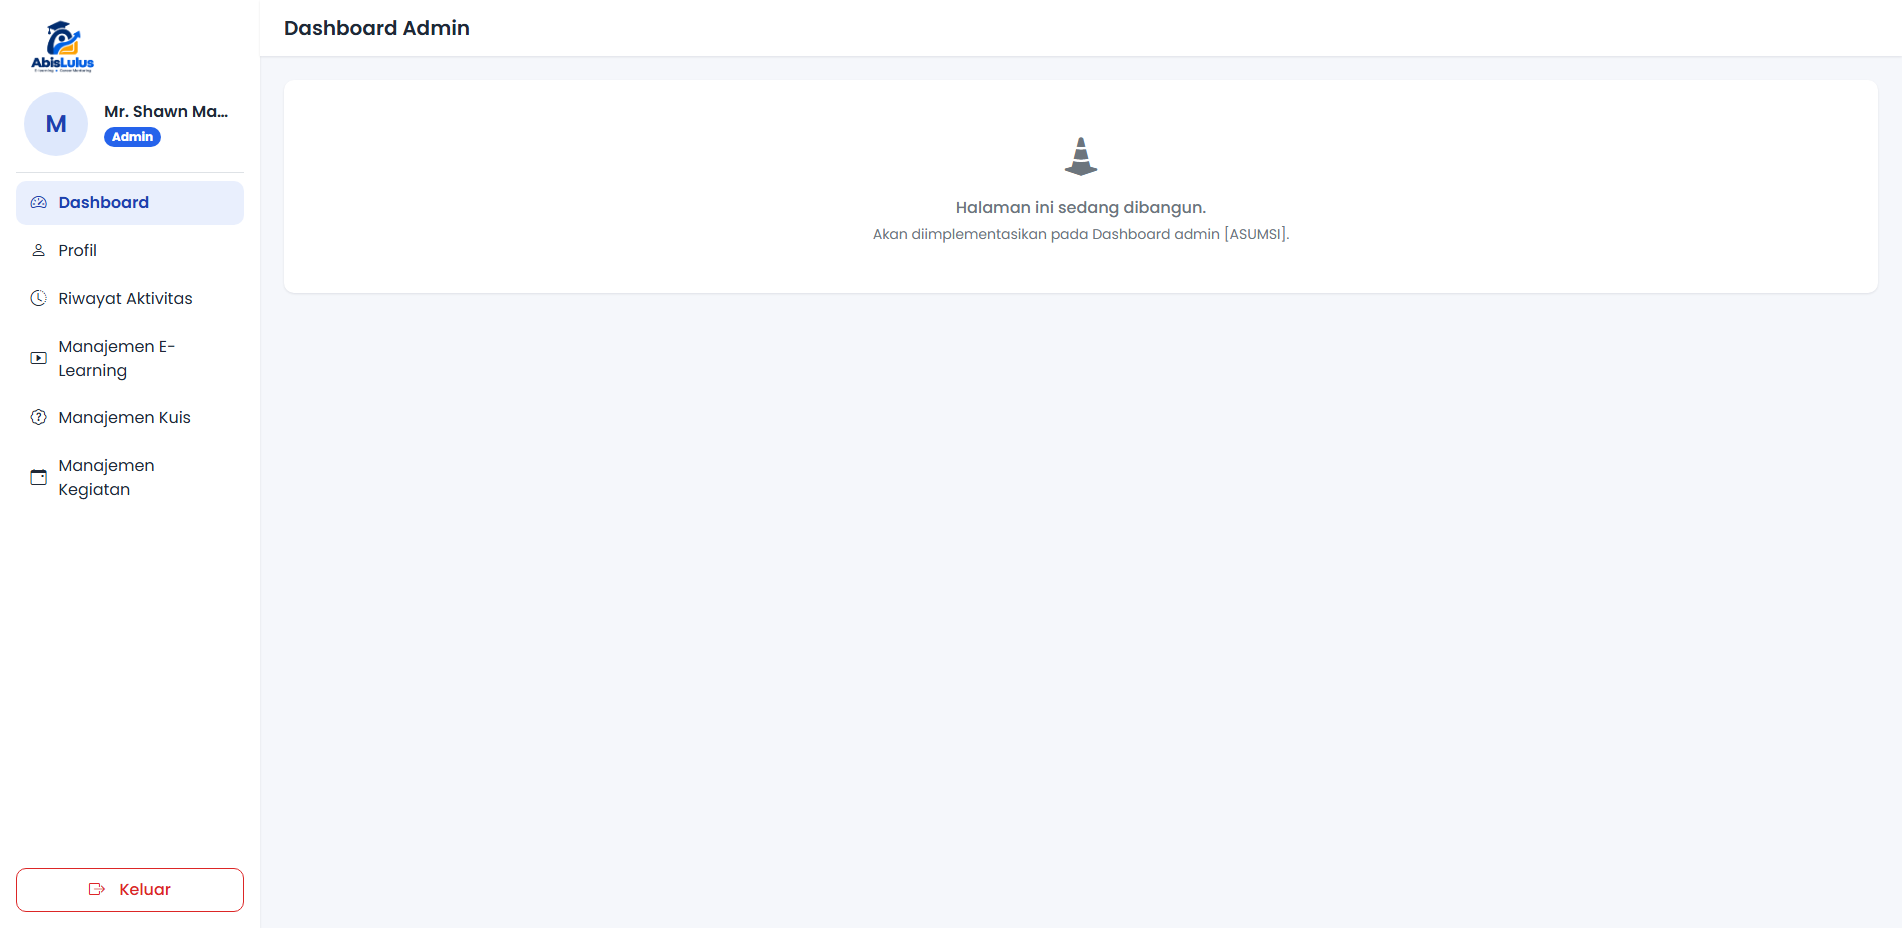 AbisLulus
Dashboard Admin
M
Mr. Shawn Ma...
Admin
Dashboard
Profil
Riwayat Aktivitas
Manajemen E-
Learning
Manajemen Kuis
Manajemen
Kegiatan
Keluar
Halaman ini sedang dibangun.
Akan diimplementasikan pada Dashboard admin [ASUMSI].